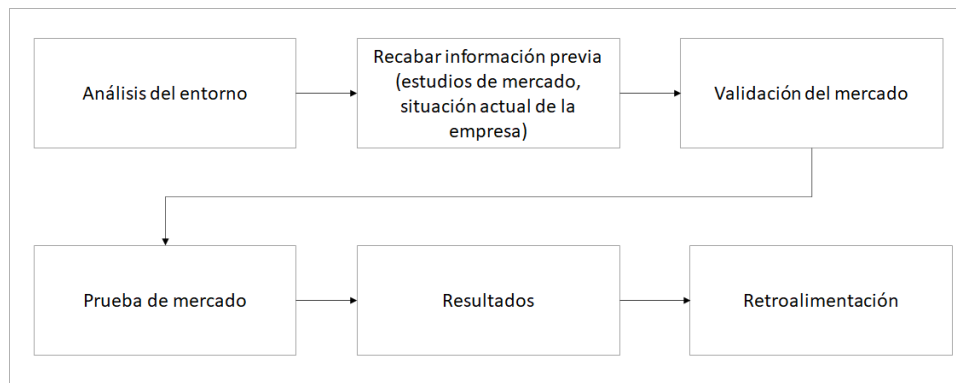 Análisis del entorno
Recabar información previa
(estudios de mercado,
situación actual de la
empresa)
Validación del mercado
Prueba de mercado
Resultados
Retroalimentación